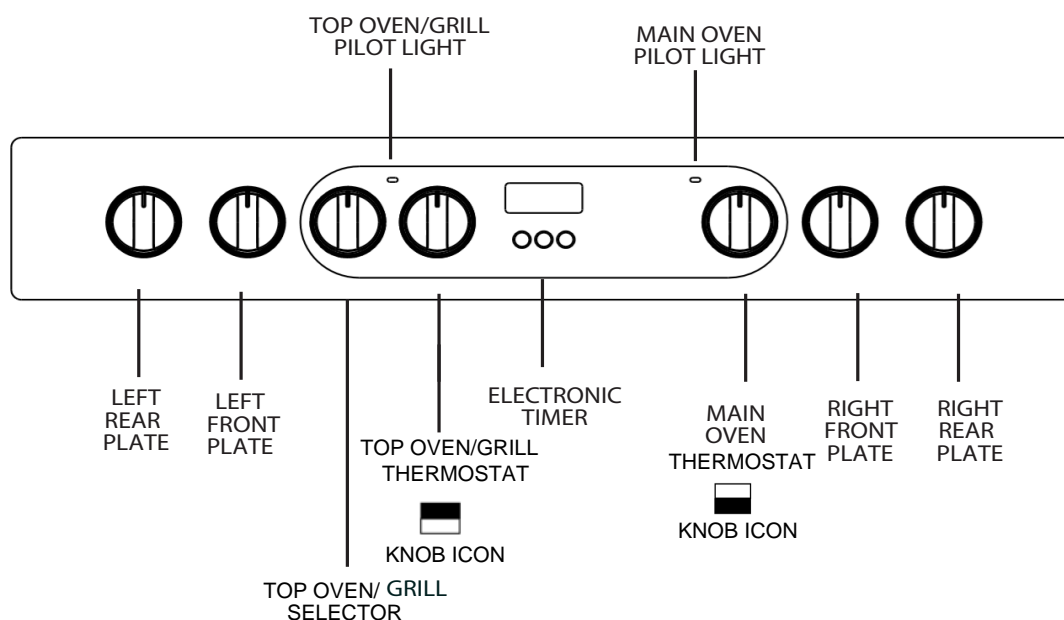 TOP OVEN/GRILL
PILOT LIGHT
MAIN OVEN
PILOT LIGHT
LEFT
REAR
PLATE
LEFT
FRONT
PLATE
ELECTRONIC
TIMER
TOP OVEN/GRILL
THERMOSTAT
KNOB ICON
MAIN
OVEN
THERMOSTAT
KNOB ICON
RIGHT
FRONT
PLATE
RIGHT
REAR
PLATE
TOP OVEN/ GRILL
SELECTOR